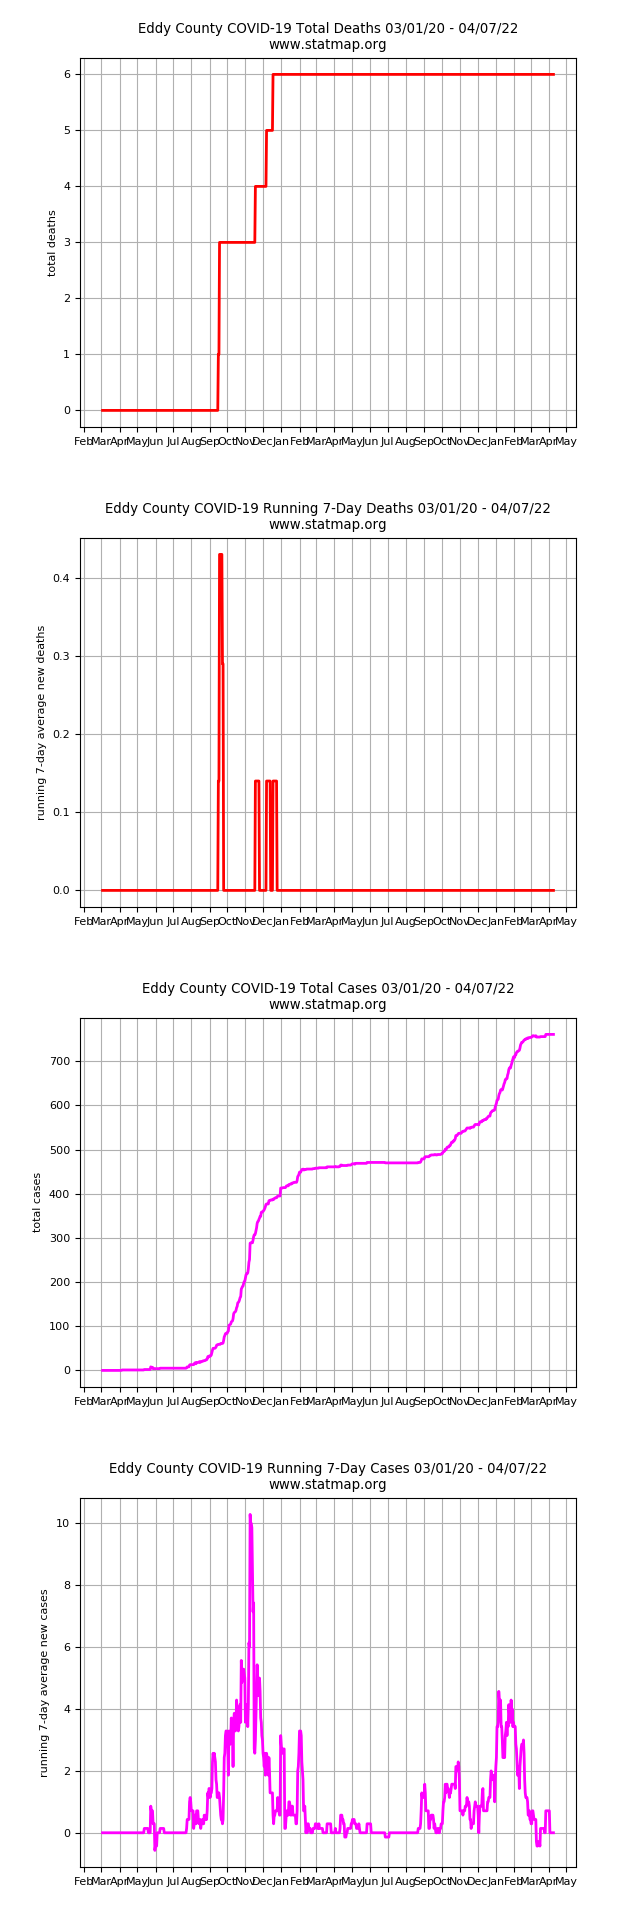 Eddy County COVID-19 Total Deaths 03/01/20 - 04/07/22
www.statmap.org
6
5
4
3
2
1
0
total deaths
Feb Mar Apr May Jun Jul Aug Sep Oct Nov Dec Jan Feb Mar Apr May Jun Jul Aug Sep Oct Nov Dec Jan Feb Mar Apr May
Eddy County COVID-19 Running 7-Day Deaths 03/01/20 - 04/07/22
www.statmap.org
0.4
0.3
0.2
0.1
0.0
running 7-day average new deaths
Feb Mar Apr May Jun Jul Aug Sep Oct Nov Dec Jan Feb Mar Apr May Jun Jul Aug Sep Oct Nov Dec Jan Feb Mar Apr May
Eddy County COVID-19 Total Cases 03/01/20 - 04/07/22
www.statmap.org
700
600
500
400
300
200
100
0
total cases
Feb Mar Apr May Jun Jul Aug Sep Oct Nov Dec Jan Feb Mar Apr May Jun Jul Aug Sep Oct Nov Dec Jan Feb Mar Apr May
Eddy County COVID-19 Running 7-Day Cases 03/01/20 - 04/07/22
www.statmap.org
10
8
6
4
2
0
running 7-day average new cases
Feb Mar Apr May Jun Jul Aug Sep Oct Nov Dec Jan Feb Mar Apr May Jun Jul Aug Sep Oct Nov Dec Jan Feb Mar Apr May